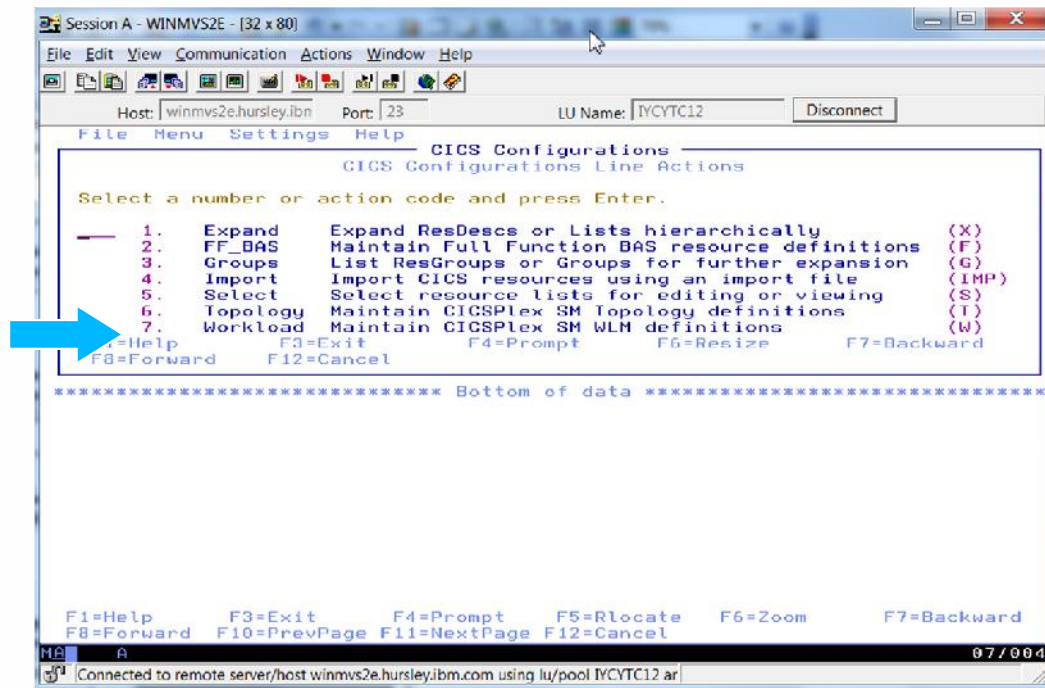 Session A - WINMVS2E - [32 x 80]
File Edit View Communication Actions Window Help
Host: winmvs2e.hursley.ibn Port: 23 LU Name: IYCYTC12 Disconnect
File Menu Settings Help
CICS Configurations
CICS Configurations Line Actions
Select a number or action code and press Enter.
1. Expand Expand ResDescs or Lists hierarchically (X)
2. FF_BAS Maintain Full Function BAS resource definitions (F)
3. Groups List ResGroups or Groups for further expansion (G)
4. Import Import CICS resources using an import file (IMP)
5. Select Select resource lists for editing or viewing (S)
6. Topology Maintain CICSPlex SM Topology definitions (T)
7. Workload Maintain CICSPlex SM WLM definitions (W)
=Help F3=Exit F4=Prompt F6=Resize F7=Backward
F8=Forward F12=Cancel
******************************* Bottom of data ********************************
F1=Help F3=Exit F4=Prompt F5=Rlocate F6=Zoom F7=Backward
F8=Forward F10=PrevPage F11=NextPage F12=Cancel
MA A 07/004
Connected to remote server/host winmvs2e.hursley.ibm.com using lu/pool IYCYTC12 ar